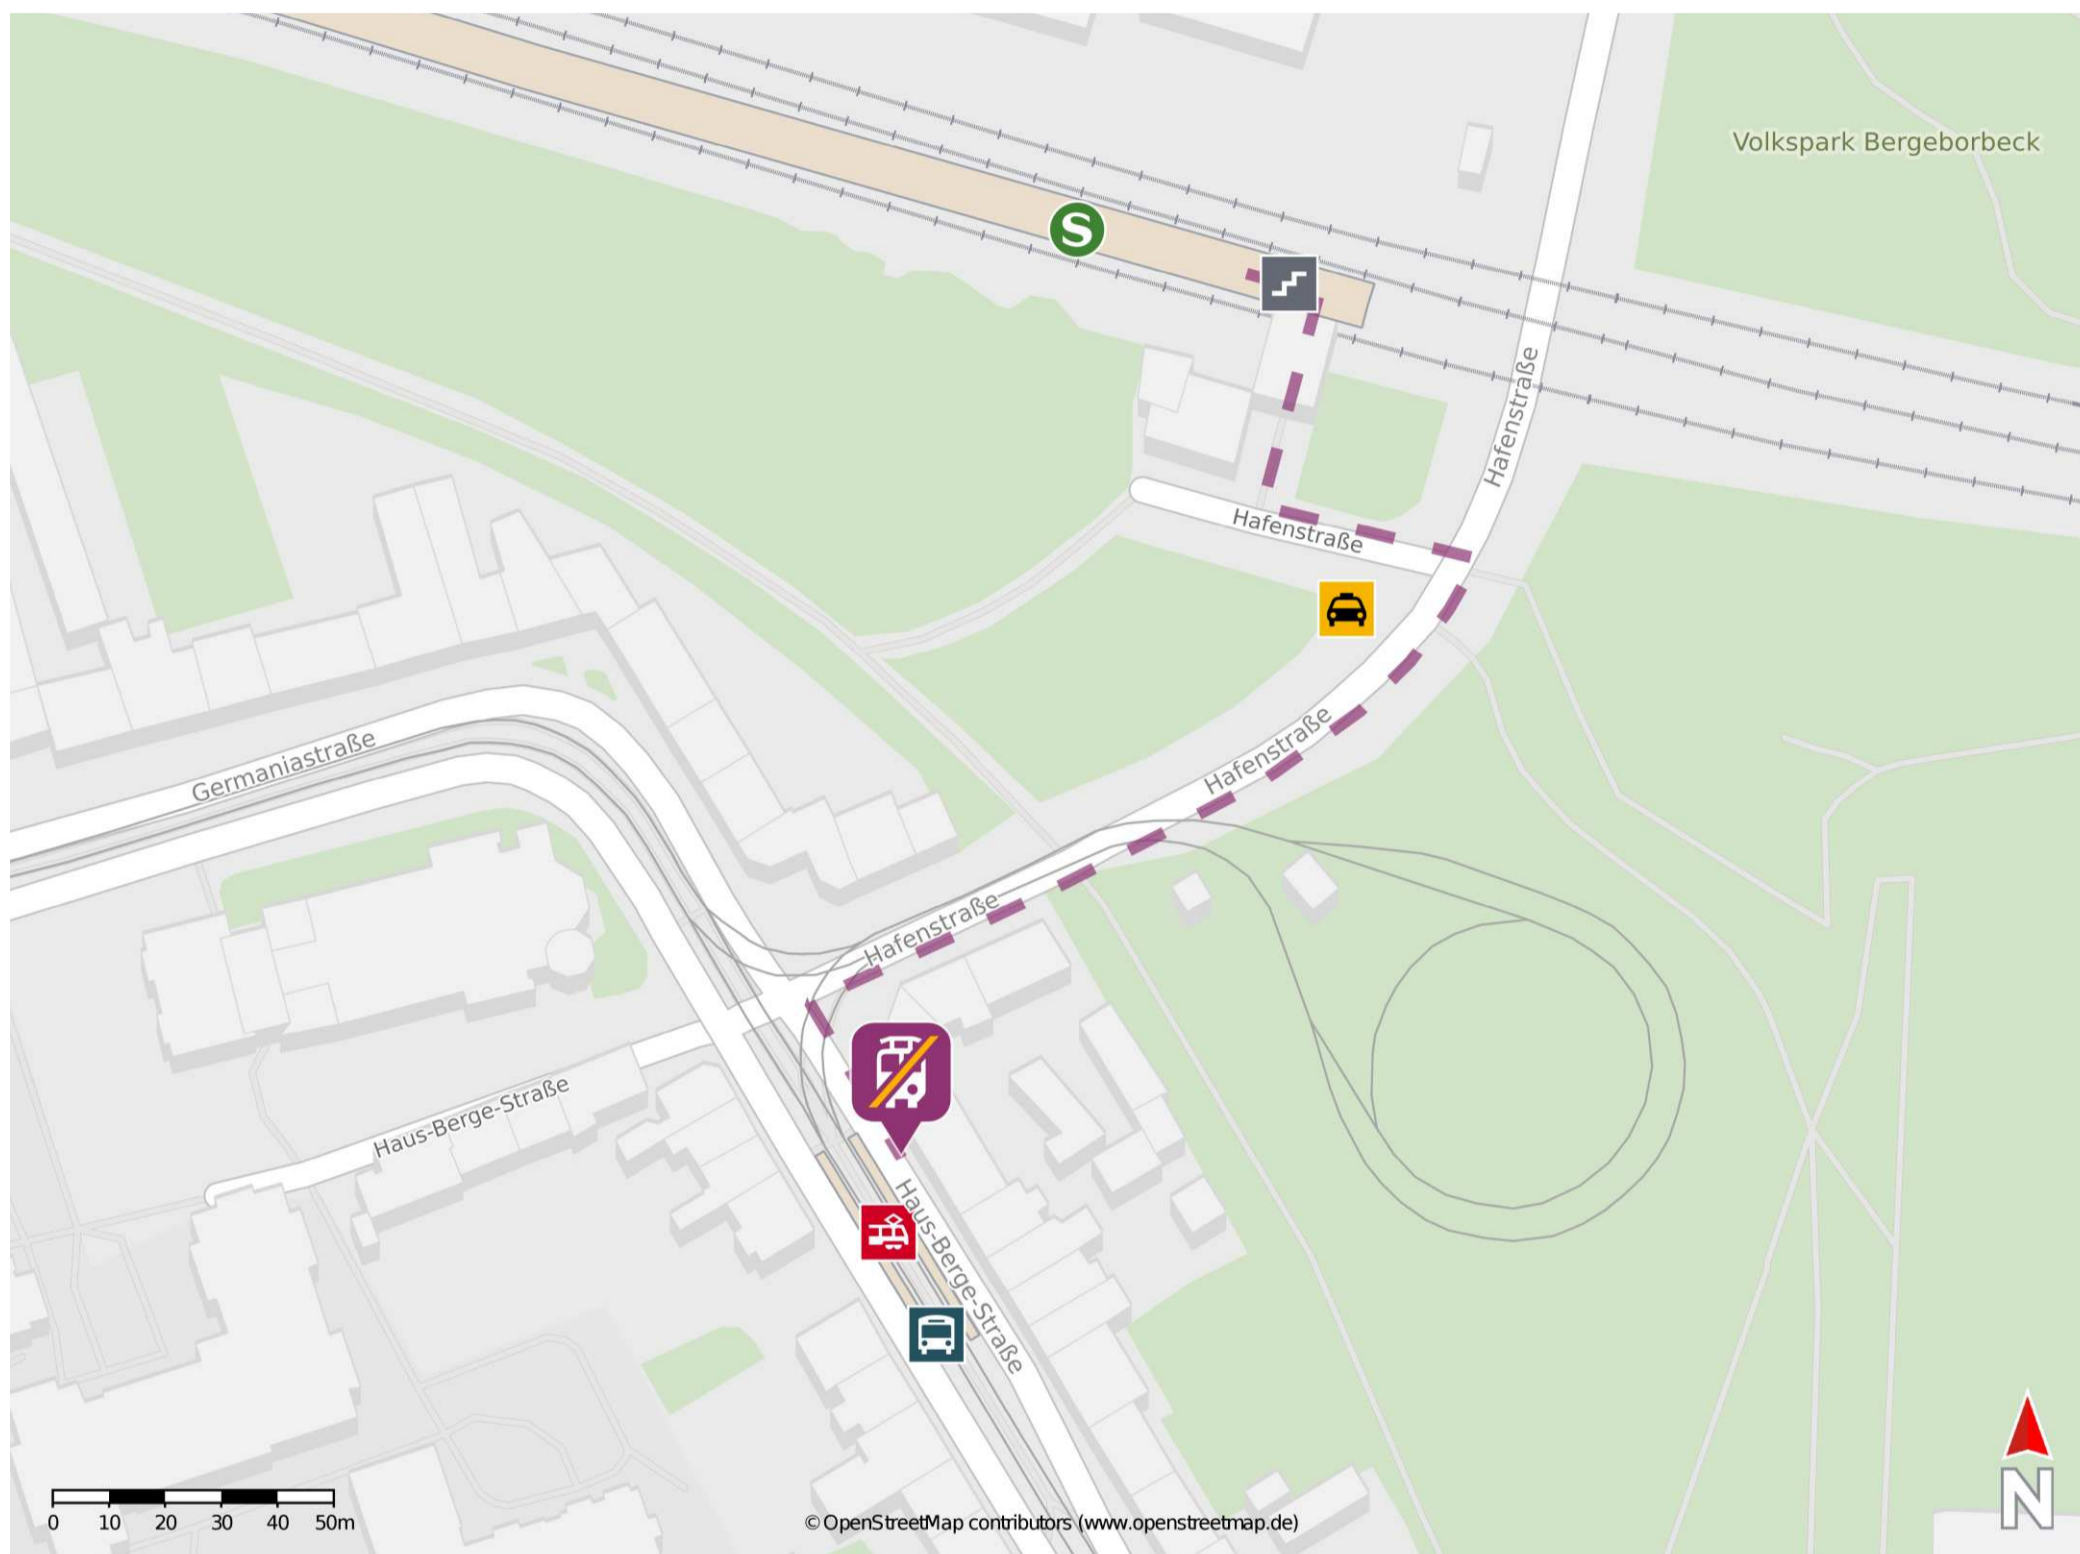 Volkspark Bergeborbeck
S
Hafenstraße
Hafenstraße
Hafenstraße
Germaniastraße
Hafenstraße
Haus-Berge-Straße
Haus-Berge-Straße
N
0 10 20 30 40 50m
© OpenStreetMap contributors (www.openstreetmap.de)